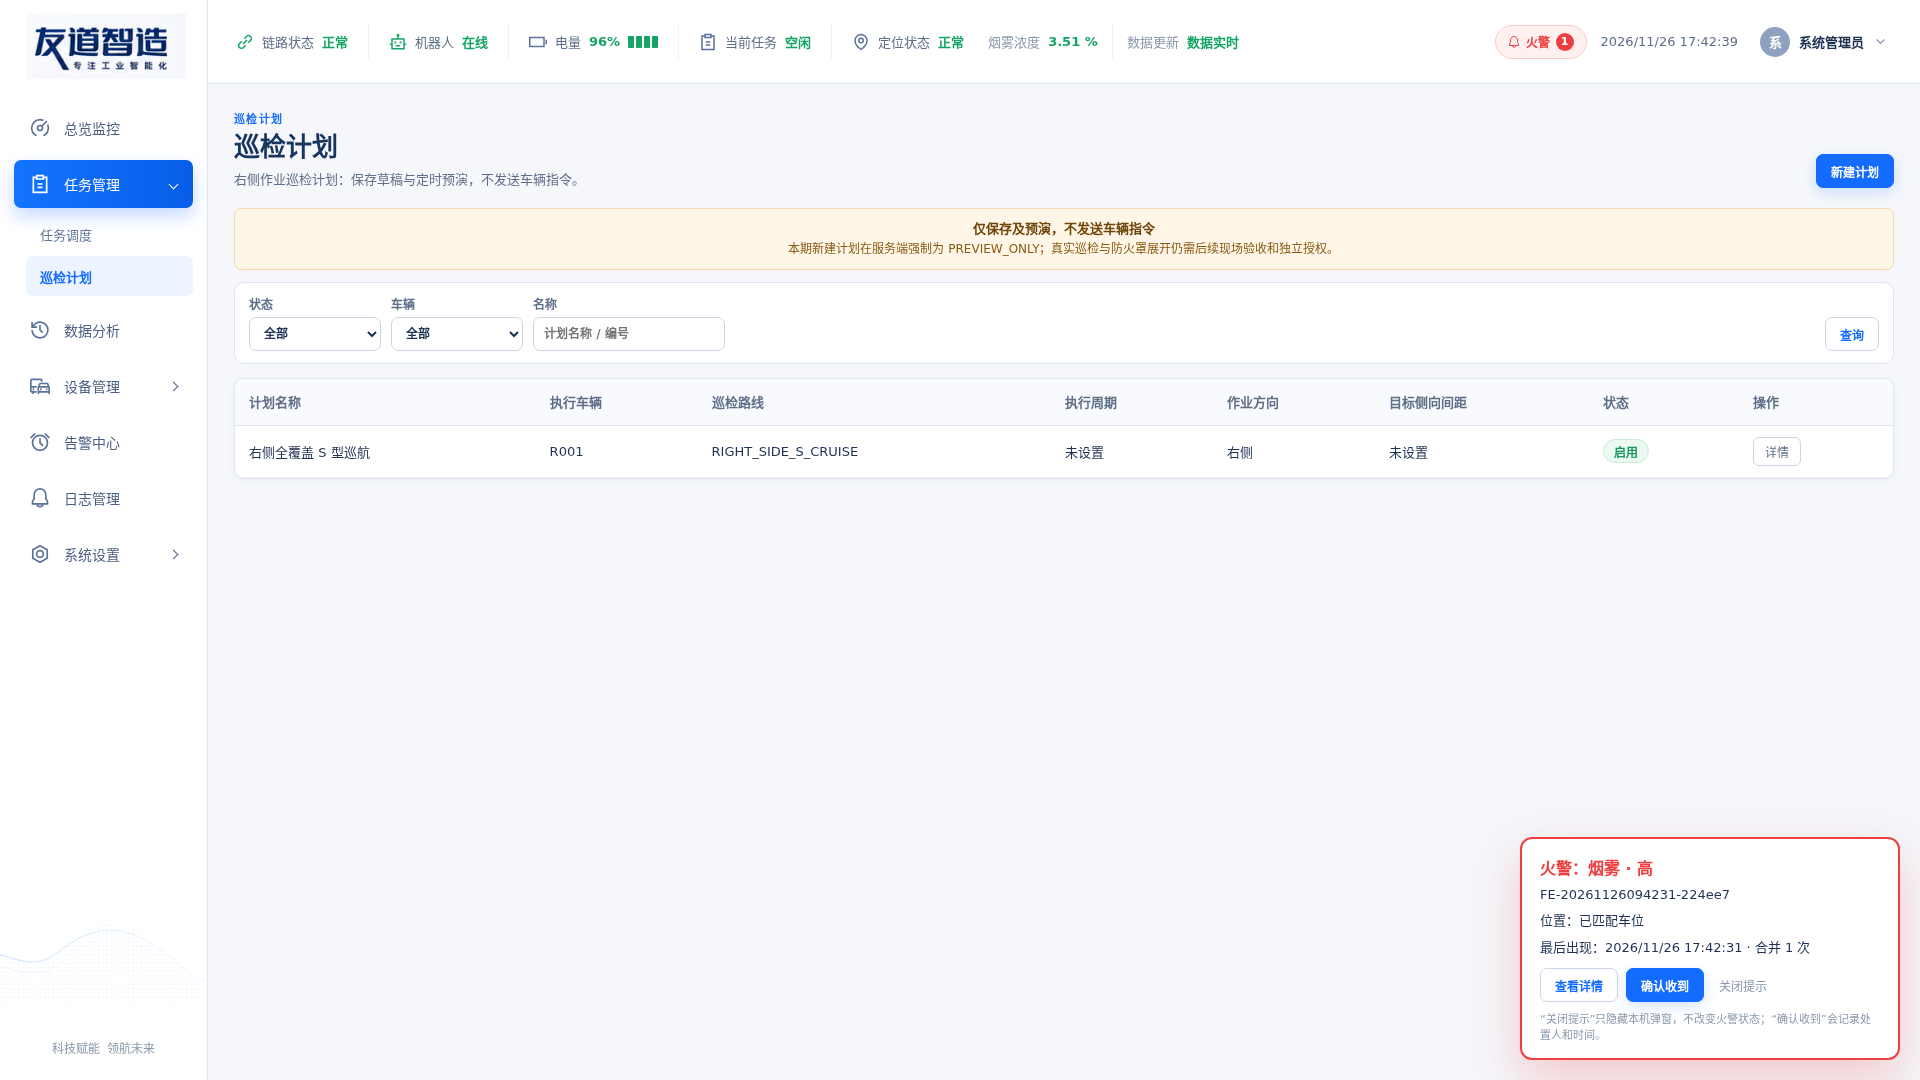 友道智造
专注工业智能化
总览监控
任务管理
任务调度
巡检计划
数据分析
设备管理
告警中心
日志管理
系统设置
科技赋能 领航未来
链路状态 正常
机器人 在线
电量 96%
当前任务 空闲
定位状态 正常
烟雾浓度 3.51 %
数据更新 数据实时
火警 1
2026/11/26 17:42:39
系 系统管理员
巡检计划
巡检计划
右侧作业巡检计划：保存草稿与定时预演，不发送车辆指令。
新建计划
仅保存及预演，不发送车辆指令
本期新建计划在服务端强制为 PREVIEW_ONLY；真实巡检与防火罩展开仍需后续现场验收和独立授权。
状态 车辆 名称
全部 全部 计划名称 / 编号
查询
计划名称 执行车辆 巡检路线 执行周期 作业方向 目标侧向间距 状态 操作
右侧全覆盖 S 型巡航 R001 RIGHT_SIDE_S_CRUISE 未设置 右侧 未设置 启用 详情
火警：烟雾 · 高
FE-20261126094231-224ee7
位置：已匹配车位
最后出现：2026/11/26 17:42:31 · 合并 1 次
查看详情 确认收到 关闭提示
“关闭提示”只隐藏本机弹窗，不改变火警状态；“确认收到”会记录处
置人和时间。